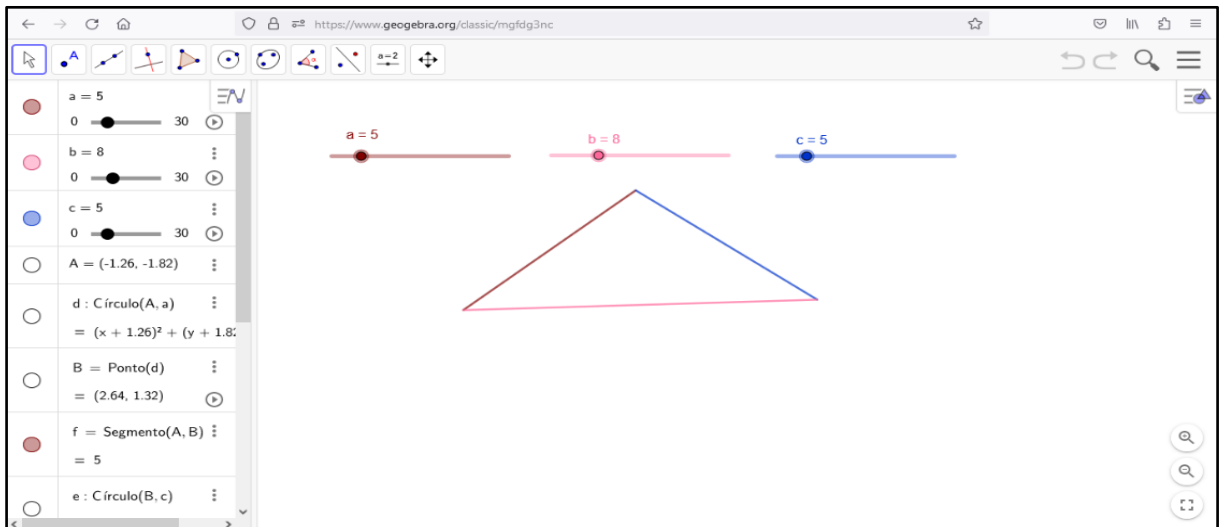 https://www.geogebra.org/classic/mgfdg3nc
A
α
a=2
a = 5
0 30
b = 8
0 30
c = 5
0 30
A = (-1.26, -1.82)
d : Círculo(A, a)
= (x + 1.26)² + (y + 1.82
B = Ponto(d)
= (2.64, 1.32)
f = Segmento(A, B)
= 5
e : Círculo(B, c)
a = 5
b = 8
c = 5